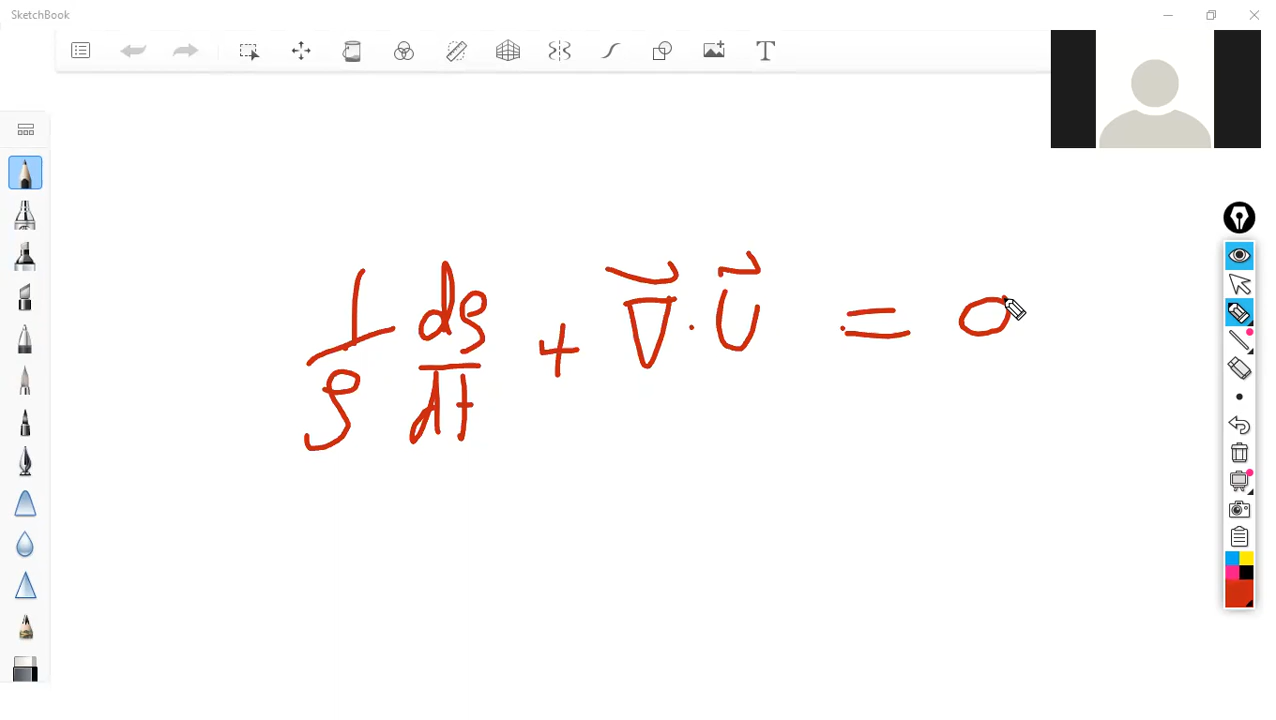 SketchBook
T
1/ρ dρ/dt + ∇⃗ · U⃗ = 0